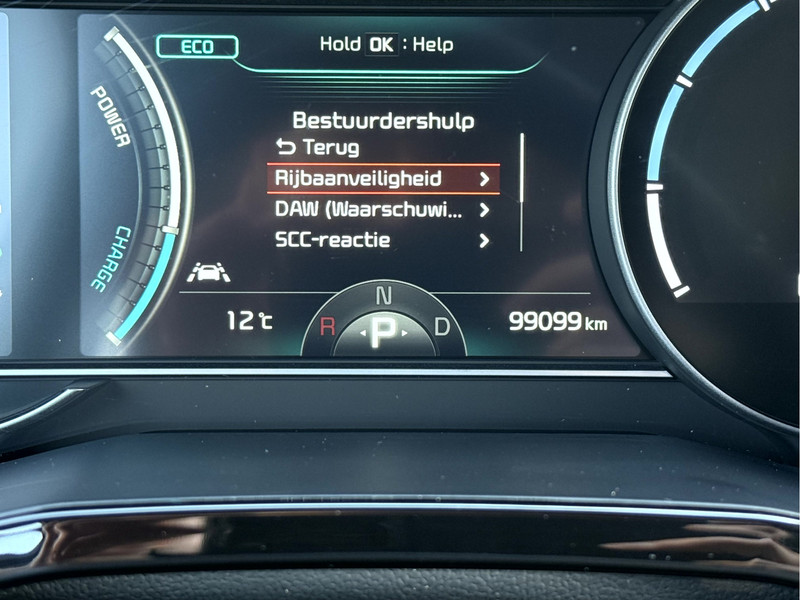 ECO
Hold OK : Help
POWER
CHARGE
Bestuurdershulp
Terug
Rijbaanveiligheid
DAW (Waarschuwi...
SCC-reactie
12°C
R N D
P
99099 km